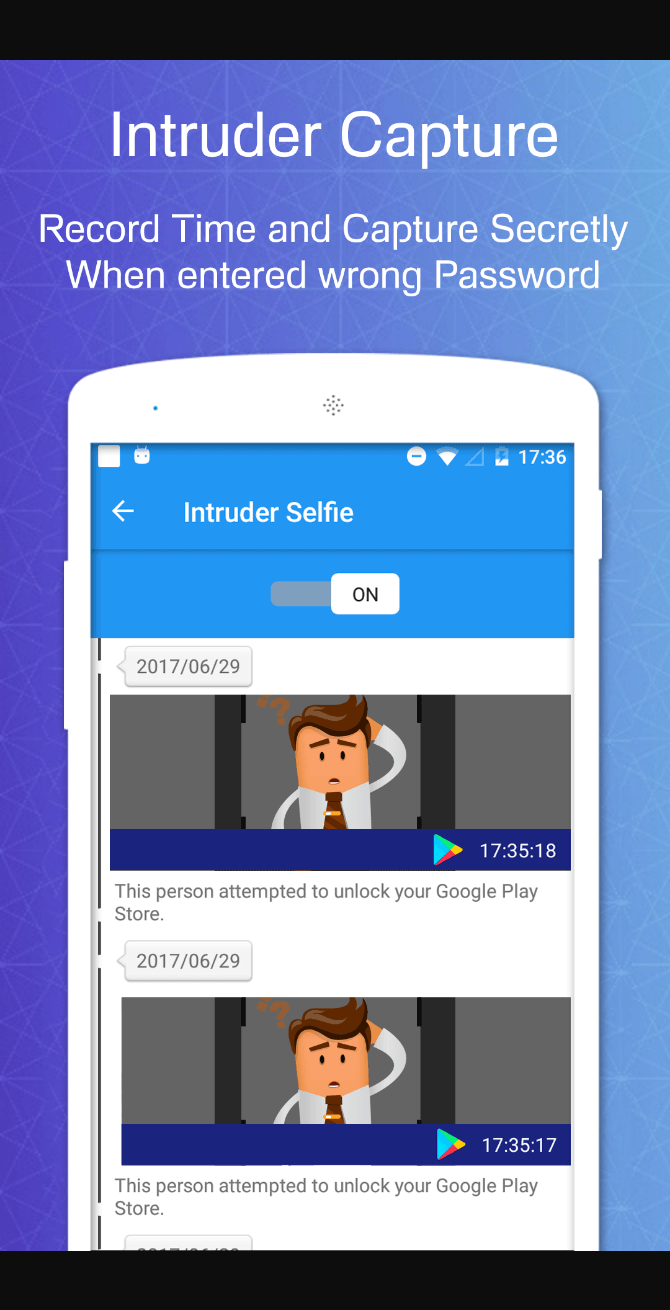 Intruder Capture
Record Time and Capture Secretly
When entered wrong Password
17:36
Intruder Selfie
ON
2017/06/29
??
17:35:18
This person attempted to unlock your Google Play
Store.
2017/06/29
??
17:35:17
This person attempted to unlock your Google Play
Store.